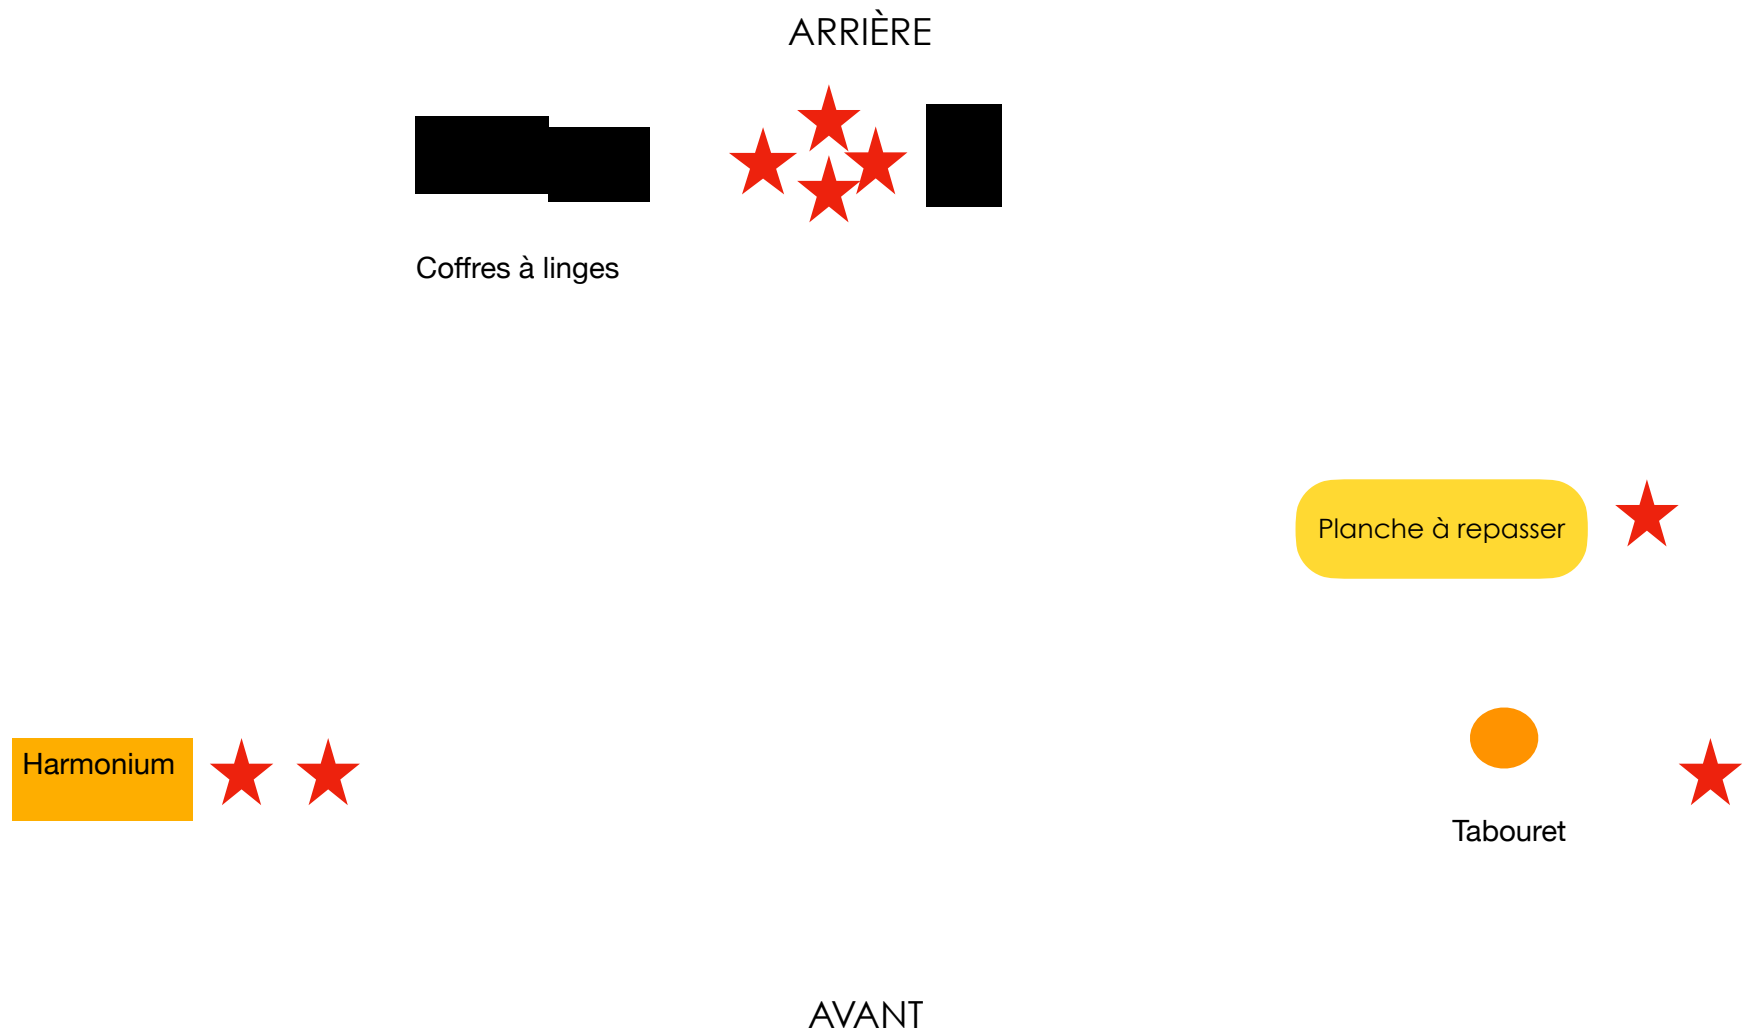 ARRIÈRE
Coffres à linges
Planche à repasser
Harmonium
Tabouret
AVANT